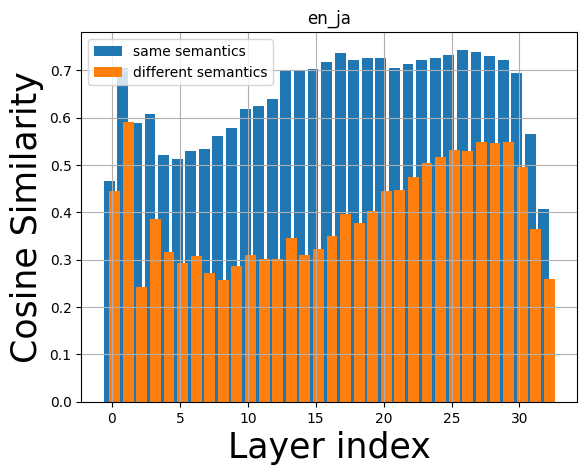 en_ja
same semantics
different semantics
Cosine Similarity
0.7
0.6
0.5
0.4
0.3
0.2
0.1
0.0
0 5 10 15 20 25 30
Layer index